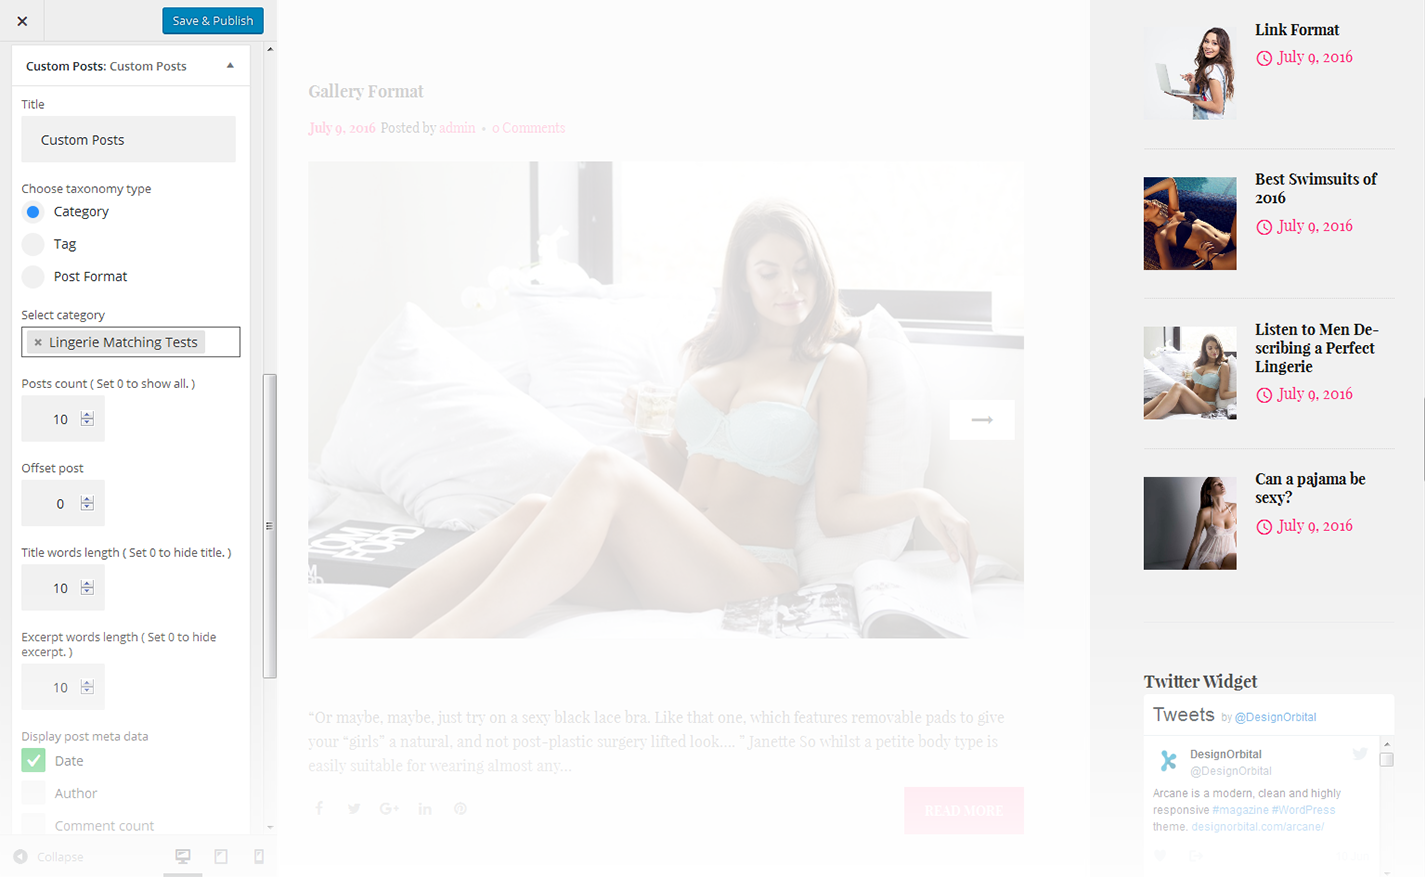 Save & Publish
Custom Posts: Custom Posts
Title
Custom Posts
Choose taxonomy type
Category
Tag
Post Format
Select category
× Lingerie Matching Tests
Posts count ( Set 0 to show all. )
10
Offset post
0
Title words length ( Set 0 to hide title. )
10
Excerpt words length ( Set 0 to hide
excerpt. )
10
Display post meta data
Date
Author
Comment count
Collapse
Gallery Format
July 9, 2016 Posted by admin • 0 Comments
“Or maybe, maybe, just try on a sexy black lace bra. Like that one, which features removable pads to give
your “girls” a natural, and not post-plastic surgery lifted look…. ” Janette So whilst a petite body type is
easily suitable for wearing almost any…
READ MORE
Link Format
July 9, 2016
Best Swimsuits of
2016
July 9, 2016
Listen to Men De-
scribing a Perfect
Lingerie
July 9, 2016
Can a pajama be
sexy?
July 9, 2016
Twitter Widget
Tweets by @DesignOrbital
DesignOrbital
@DesignOrbital
Arcane is a modern, clean and highly
responsive #magazine #WordPress
theme. designorbital.com/arcane/